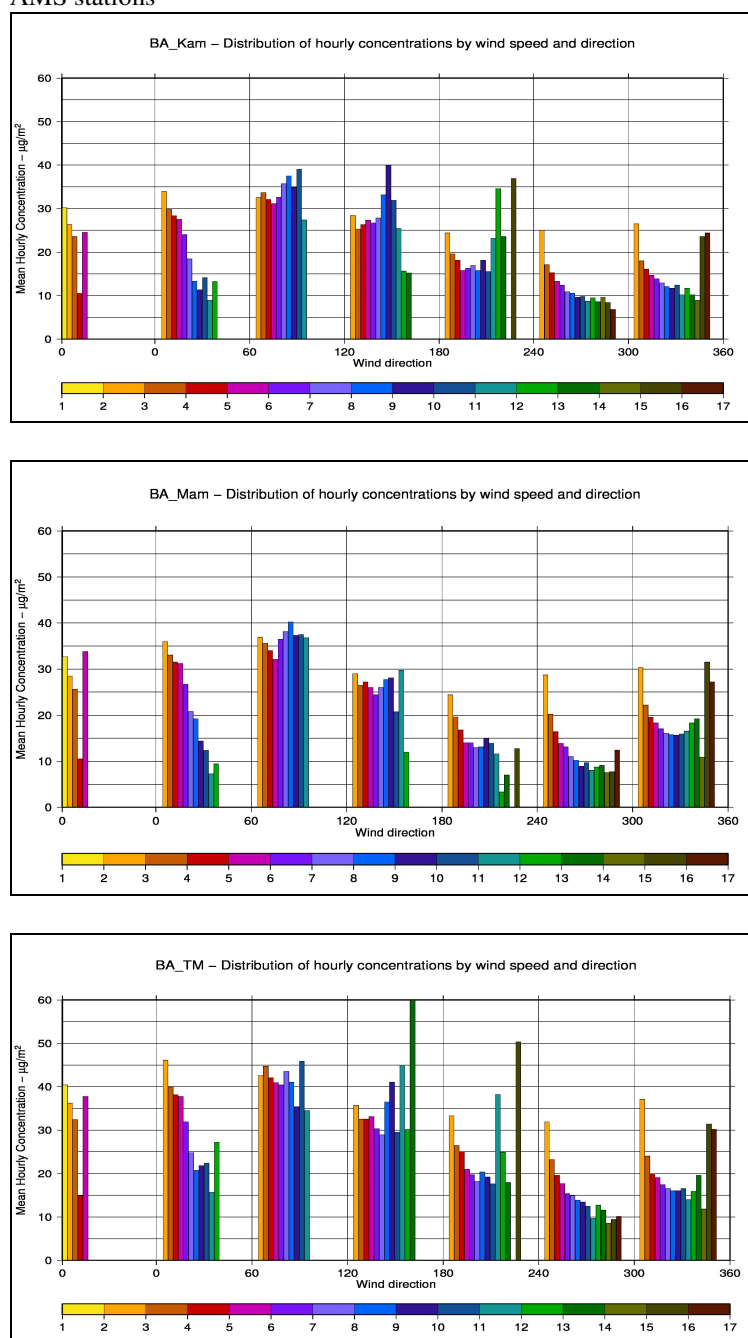 AMS stations
BA_Kam – Distribution of hourly concentrations by wind speed and direction
Mean Hourly Concentration – µg/m²
60
50
40
30
20
10
0
0 0 60 120 180 240 300 360
Wind direction
1 2 3 4 5 6 7 8 9 10 11 12 13 14 15 16 17
BA_Mam – Distribution of hourly concentrations by wind speed and direction
Mean Hourly Concentration – µg/m²
60
50
40
30
20
10
0
0 0 60 120 180 240 300 360
Wind direction
1 2 3 4 5 6 7 8 9 10 11 12 13 14 15 16 17
BA_TM – Distribution of hourly concentrations by wind speed and direction
Mean Hourly Concentration – µg/m²
60
50
40
30
20
10
0
0 0 60 120 180 240 300 360
Wind direction
1 2 3 4 5 6 7 8 9 10 11 12 13 14 15 16 17